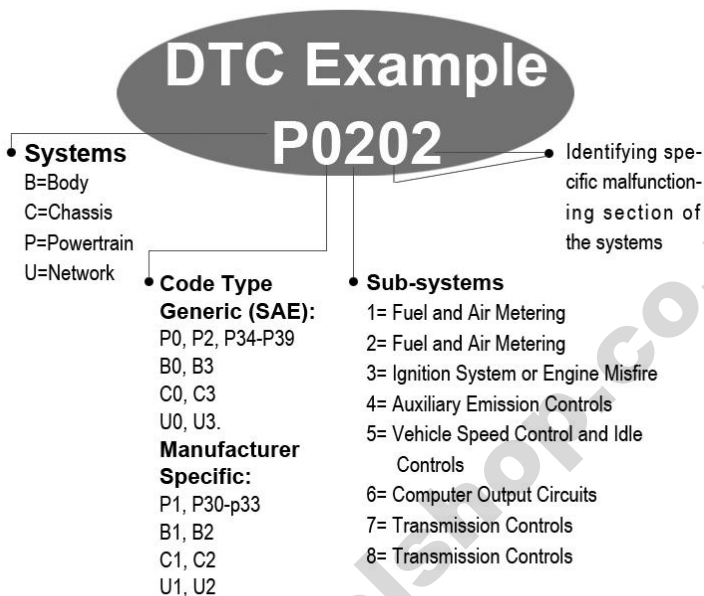 DTC Example
P0202
Systems
B=Body
C=Chassis
P=Powertrain
U=Network
Identifying spe-
cific malfunction-
ing section of
the systems
Code Type
Generic (SAE):
P0, P2, P34-P39
B0, B3
C0, C3
U0, U3.
Manufacturer
Specific:
P1, P30-p33
B1, B2
C1, C2
U1, U2
Sub-systems
1= Fuel and Air Metering
2= Fuel and Air Metering
3= Ignition System or Engine Misfire
4= Auxiliary Emission Controls
5= Vehicle Speed Control and Idle
Controls
6= Computer Output Circuits
7= Transmission Controls
8= Transmission Controls
elshop.co.